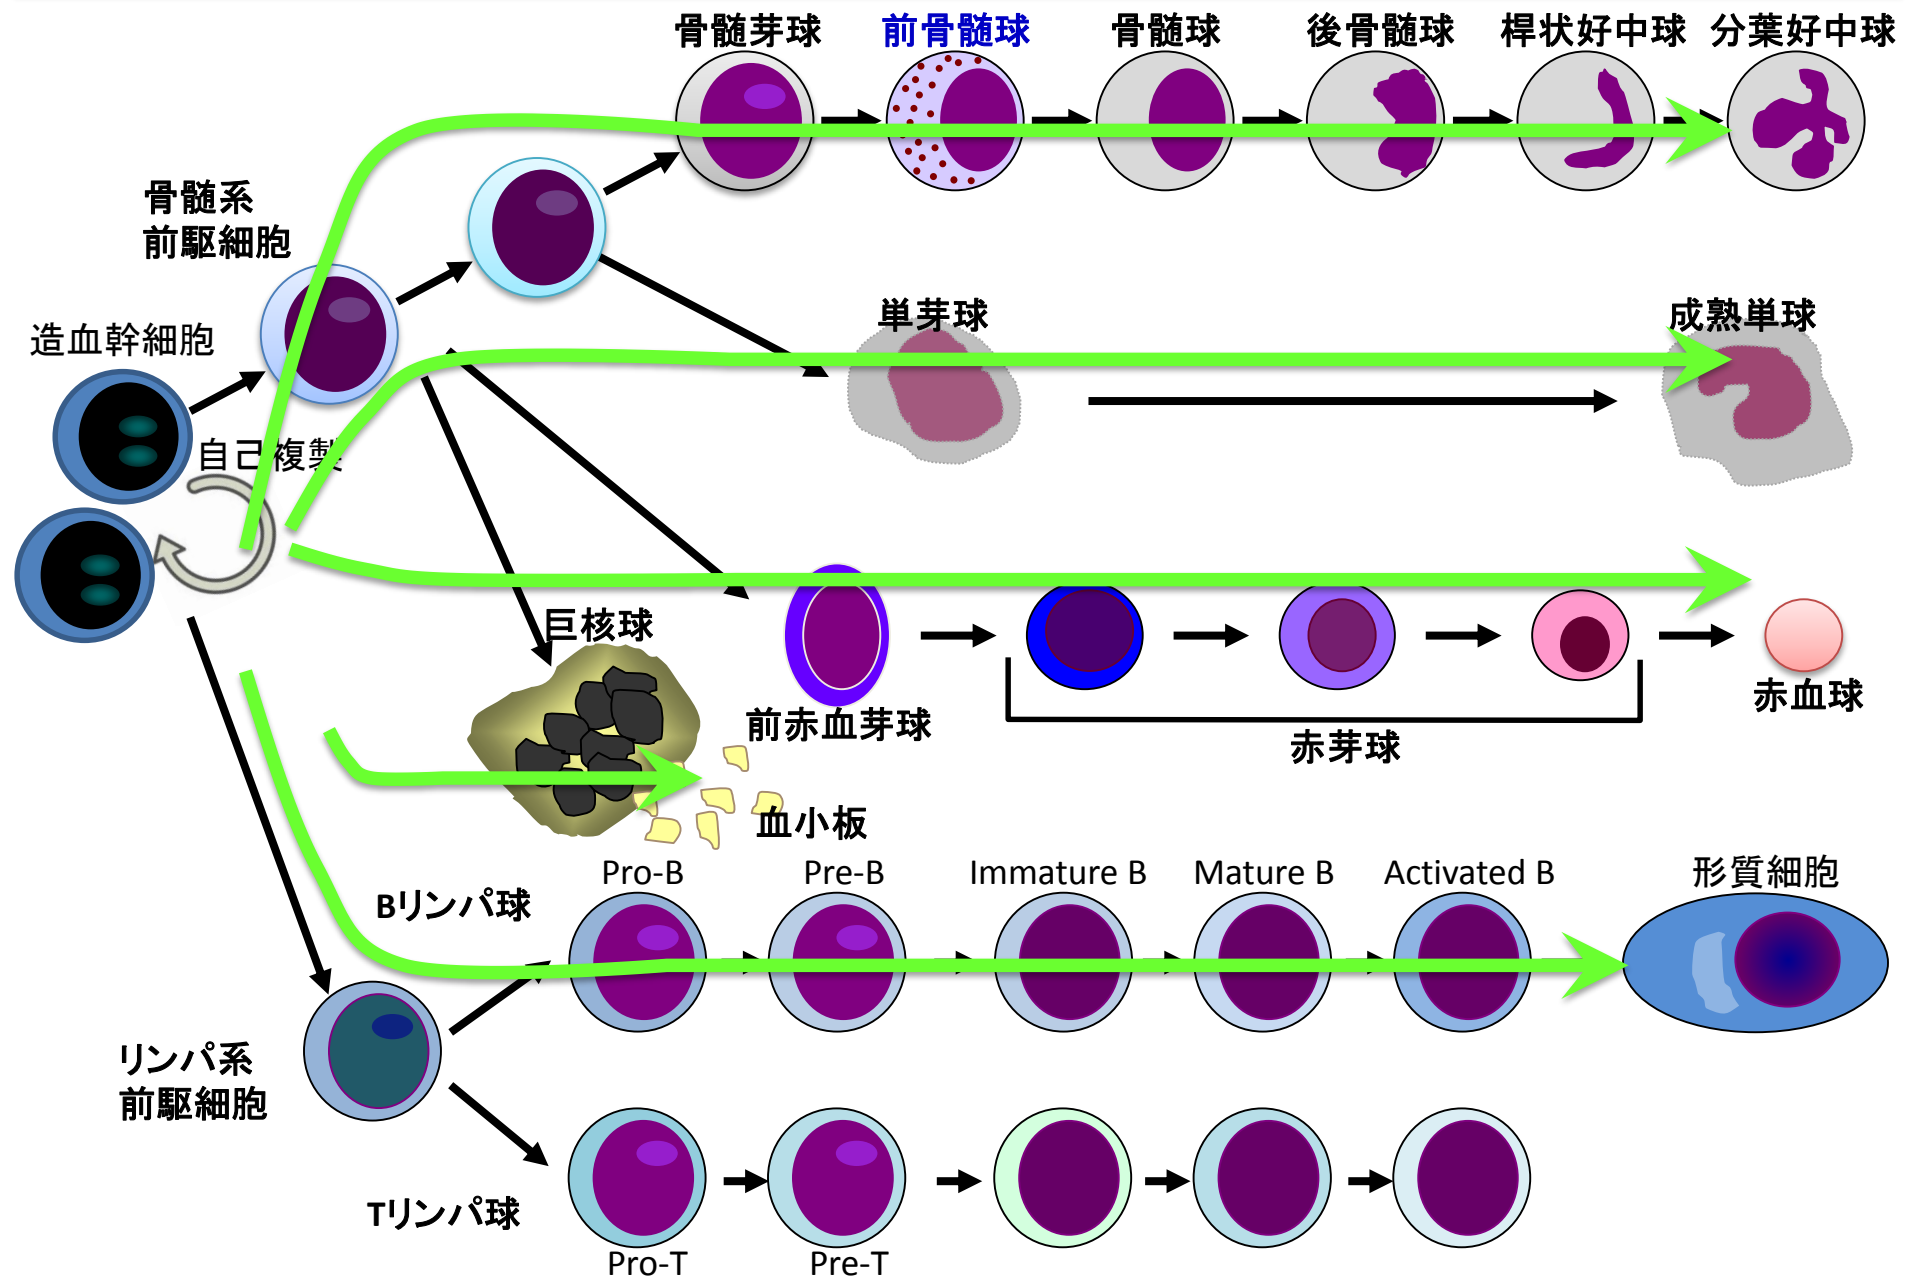 骨髄芽球
前骨髄球
骨髄球
後骨髄球
桿状好中球
分葉好中球
骨髄系
前駆細胞
造血幹細胞
単芽球
成熟単球
自己複製
巨核球
前赤血芽球
赤芽球
赤血球
血小板
Pro-B
Pre-B
Immature B
Mature B
Activated B
形質細胞
Bリンパ球
リンパ系
前駆細胞
Tリンパ球
Pro-T
Pre-T